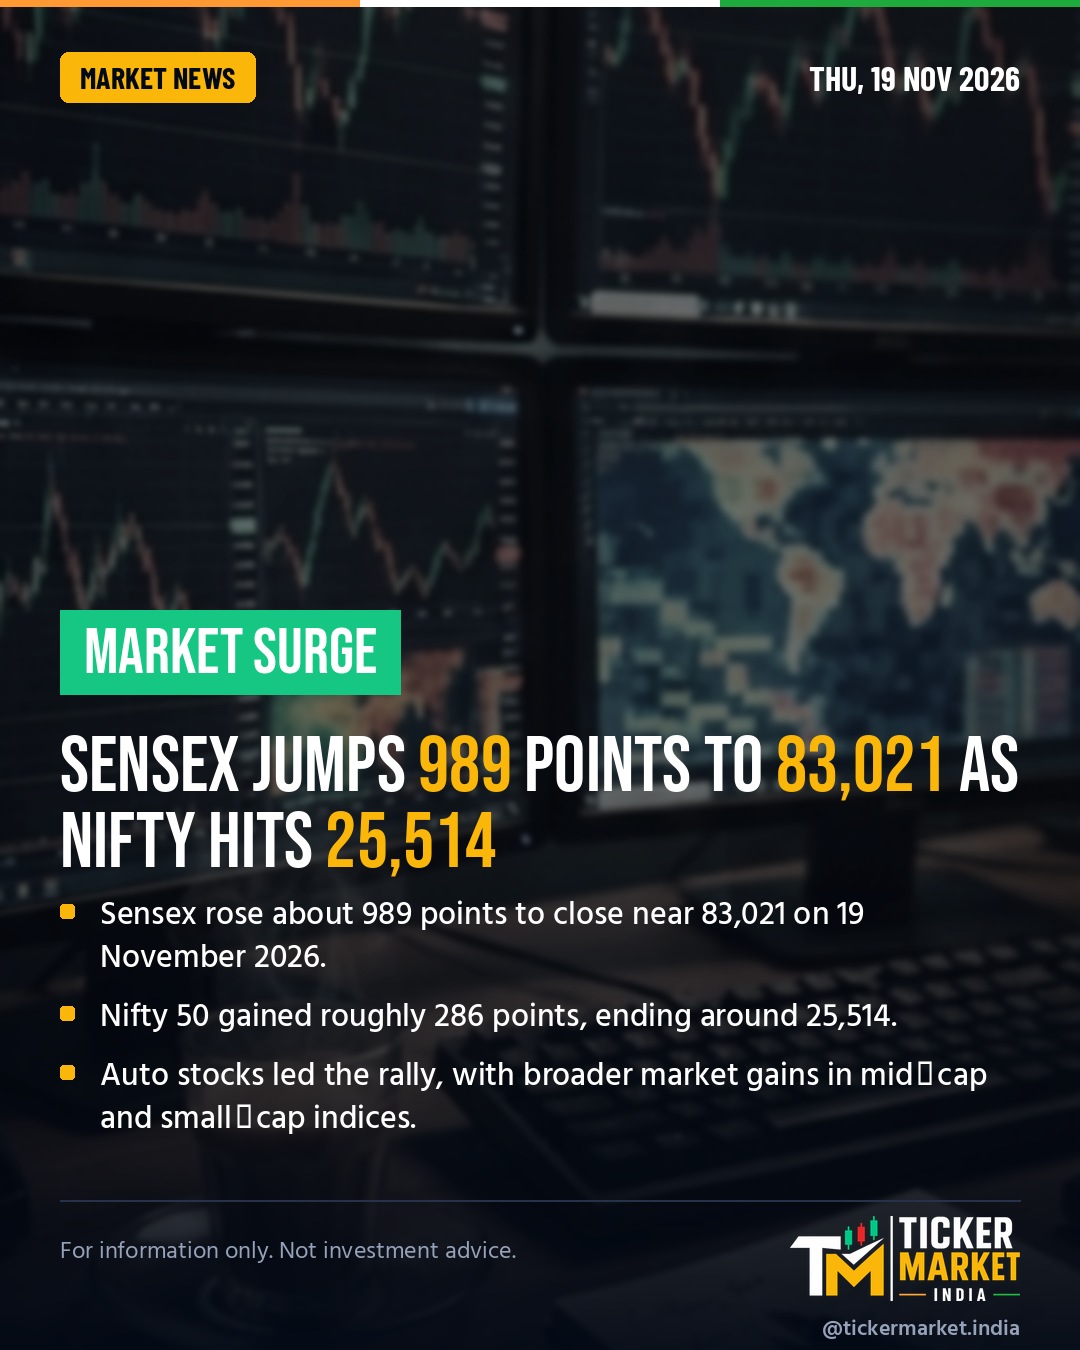 MARKET NEWS
THU, 19 NOV 2026
MARKET SURGE
SENSEX JUMPS 989 POINTS TO 83,021 AS
NIFTY HITS 25,514
Sensex rose about 989 points to close near 83,021 on 19
November 2026.
Nifty 50 gained roughly 286 points, ending around 25,514.
Auto stocks led the rally, with broader market gains in mid▯cap
and small▯cap indices.
For information only. Not investment advice.
TM
TICKER
MARKET
INDIA
@tickermarket.india